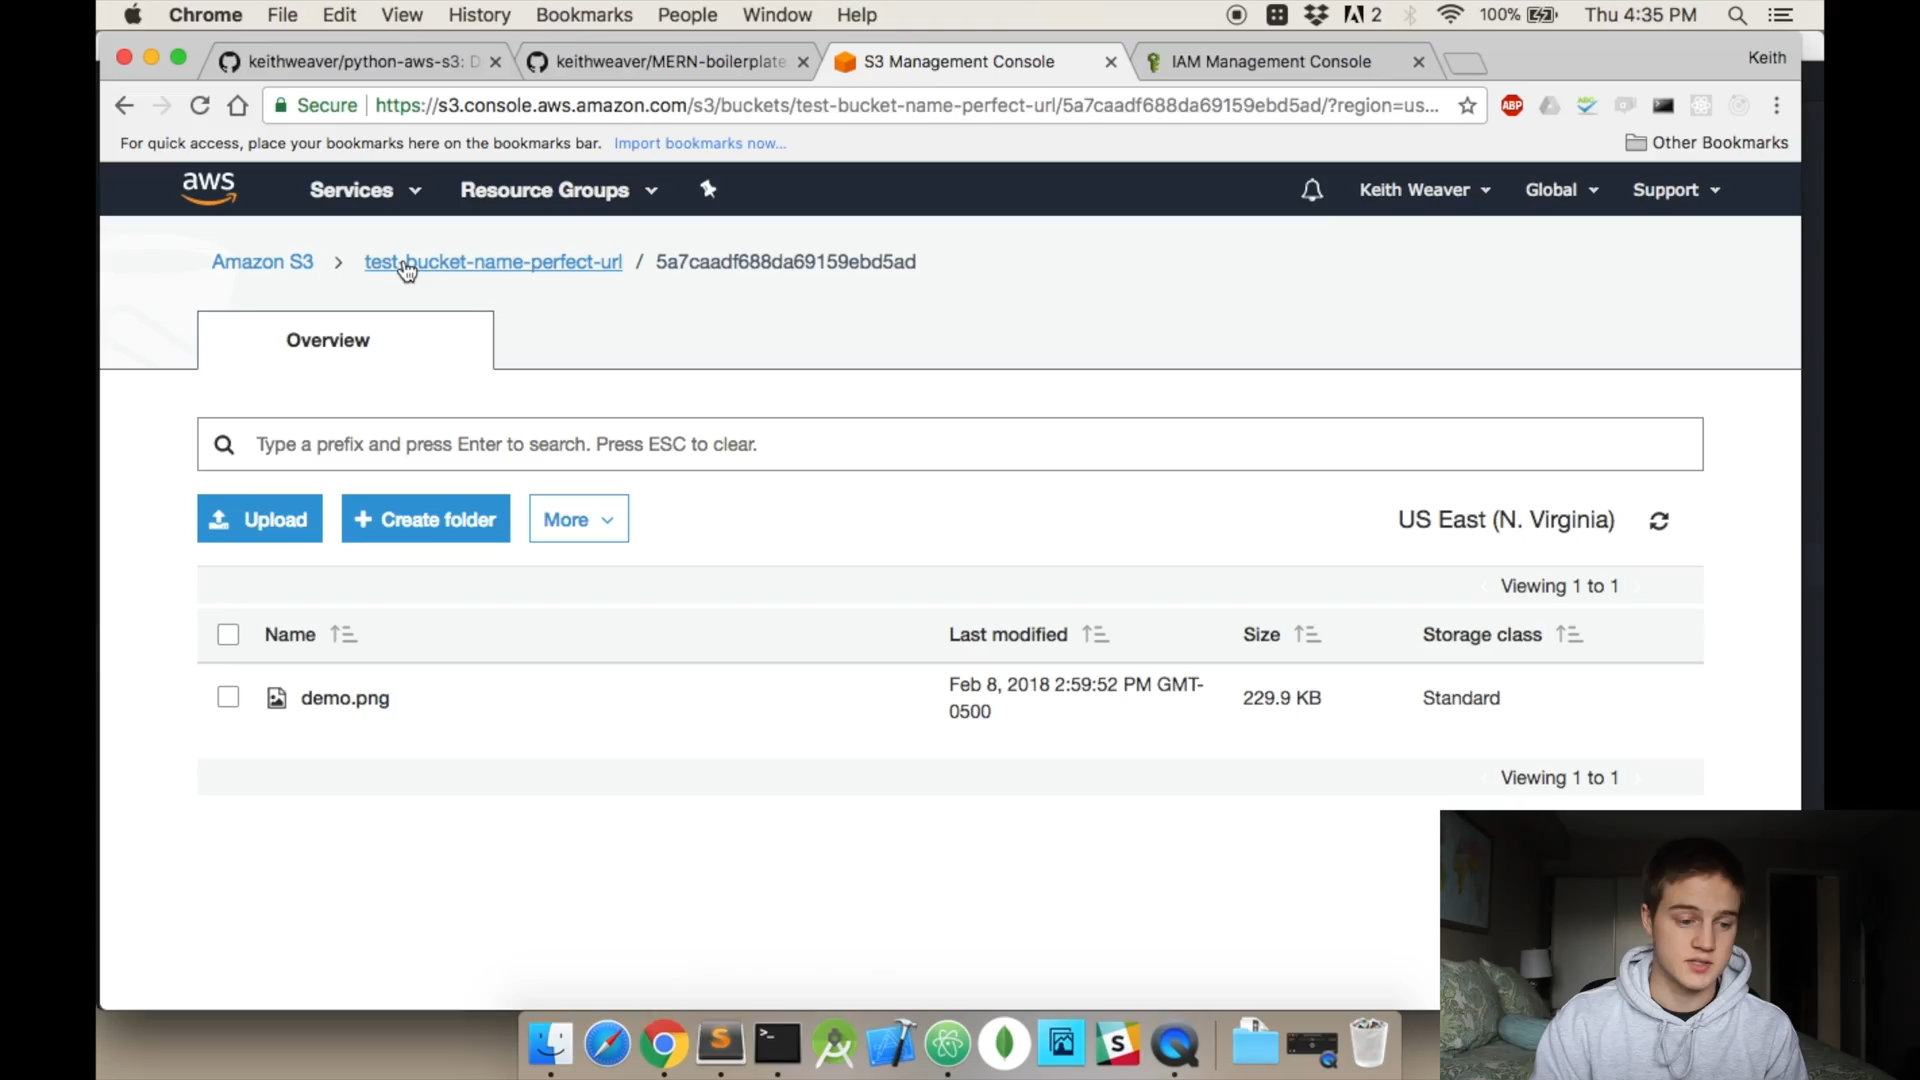 Chrome File Edit View History Bookmarks People Window Help 2 100% Thu 4:35 PM
keithweaver/python-aws-s3: D keithweaver/MERN-boilerplate S3 Management Console IAM Management Console Keith
Secure https://s3.console.aws.amazon.com/s3/buckets/test-bucket-name-perfect-url/5a7caadf688da69159ebd5ad/?region=us... ABP
For quick access, place your bookmarks here on the bookmarks bar. Import bookmarks now... Other Bookmarks
aws Services Resource Groups Keith Weaver Global Support
Amazon S3 > test-bucket-name-perfect-url / 5a7caadf688da69159ebd5ad
Overview
Type a prefix and press Enter to search. Press ESC to clear.
Upload + Create folder More US East (N. Virginia)
Viewing 1 to 1
Name Last modified Size Storage class
demo.png Feb 8, 2018 2:59:52 PM GMT-0500 229.9 KB Standard
Viewing 1 to 1